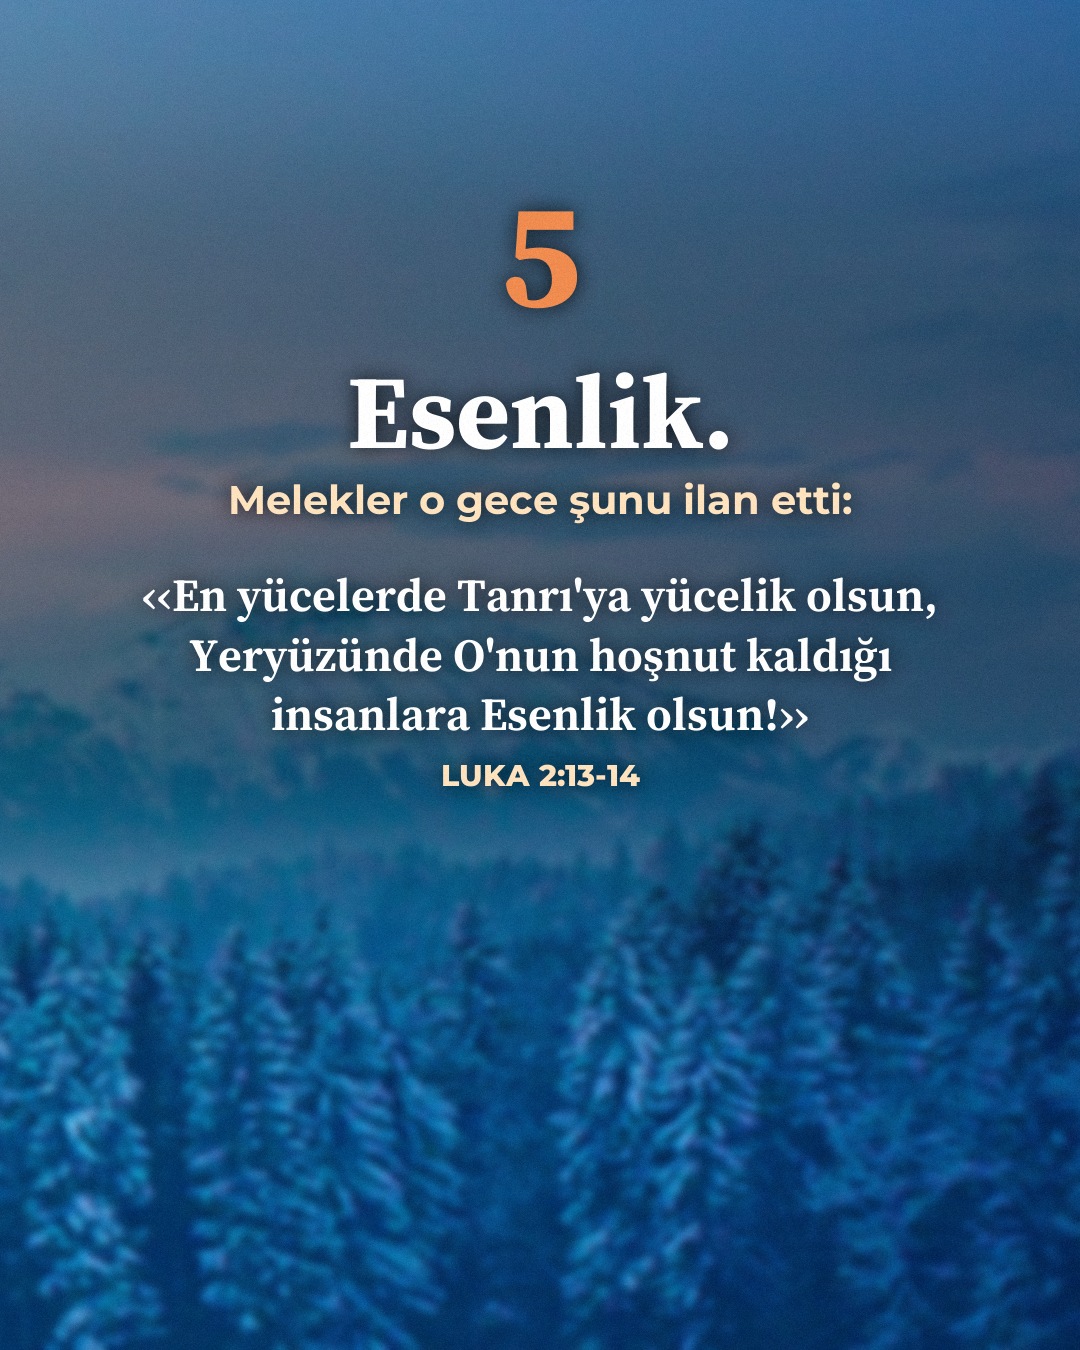 5
Esenlik.
Melekler o gece şunu ilan etti:
‹‹En yücelerde Tanrı'ya yücelik olsun,
Yeryüzünde O'nun hoşnut kaldığı
insanlara Esenlik olsun!››
LUKA 2:13-14